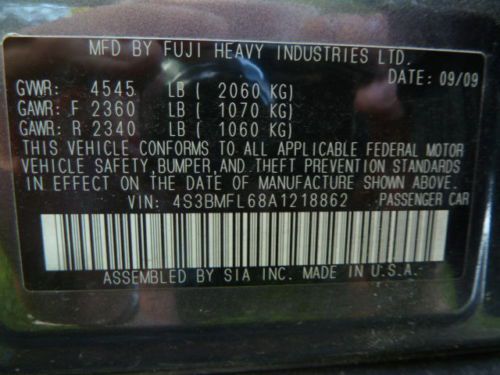 MFD BY FUJI HEAVY INDUSTRIES LTD.
DATE: 09/09
GVWR: 4545 LB ( 2060 KG)
GAWR: F 2360 LB ( 1070 KG)
GAWR: R 2340 LB ( 1060 KG)
THIS VEHICLE CONFORMS TO ALL APPLICABLE FEDERAL MOTOR
VEHICLE SAFETY, BUMPER, AND THEFT PREVENTION STANDARDS
IN EFFECT ON THE DATE OF MANUFACTURE SHOWN ABOVE.
VIN: 4S3BMFL68A1218862 PASSENGER CAR
ASSEMBLED BY SIA INC. MADE IN U.S.A.